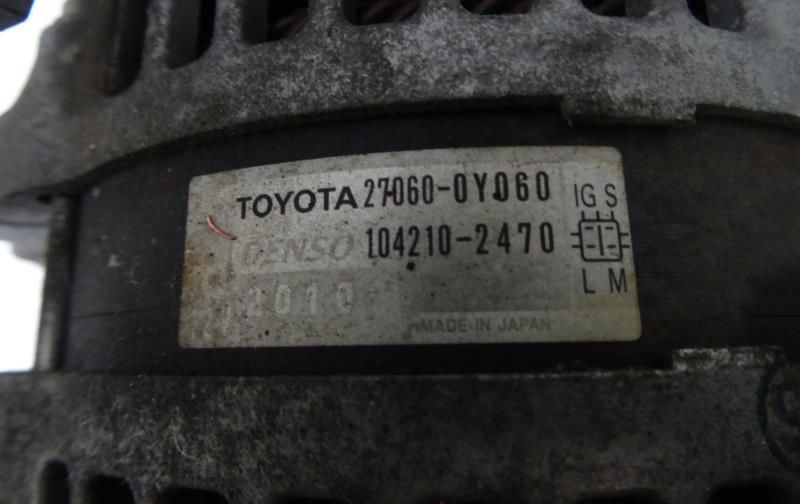 TOYOTA 27060-0Y060 IG S
DENSO 104210-2470
L M
MADE-IN JAPAN